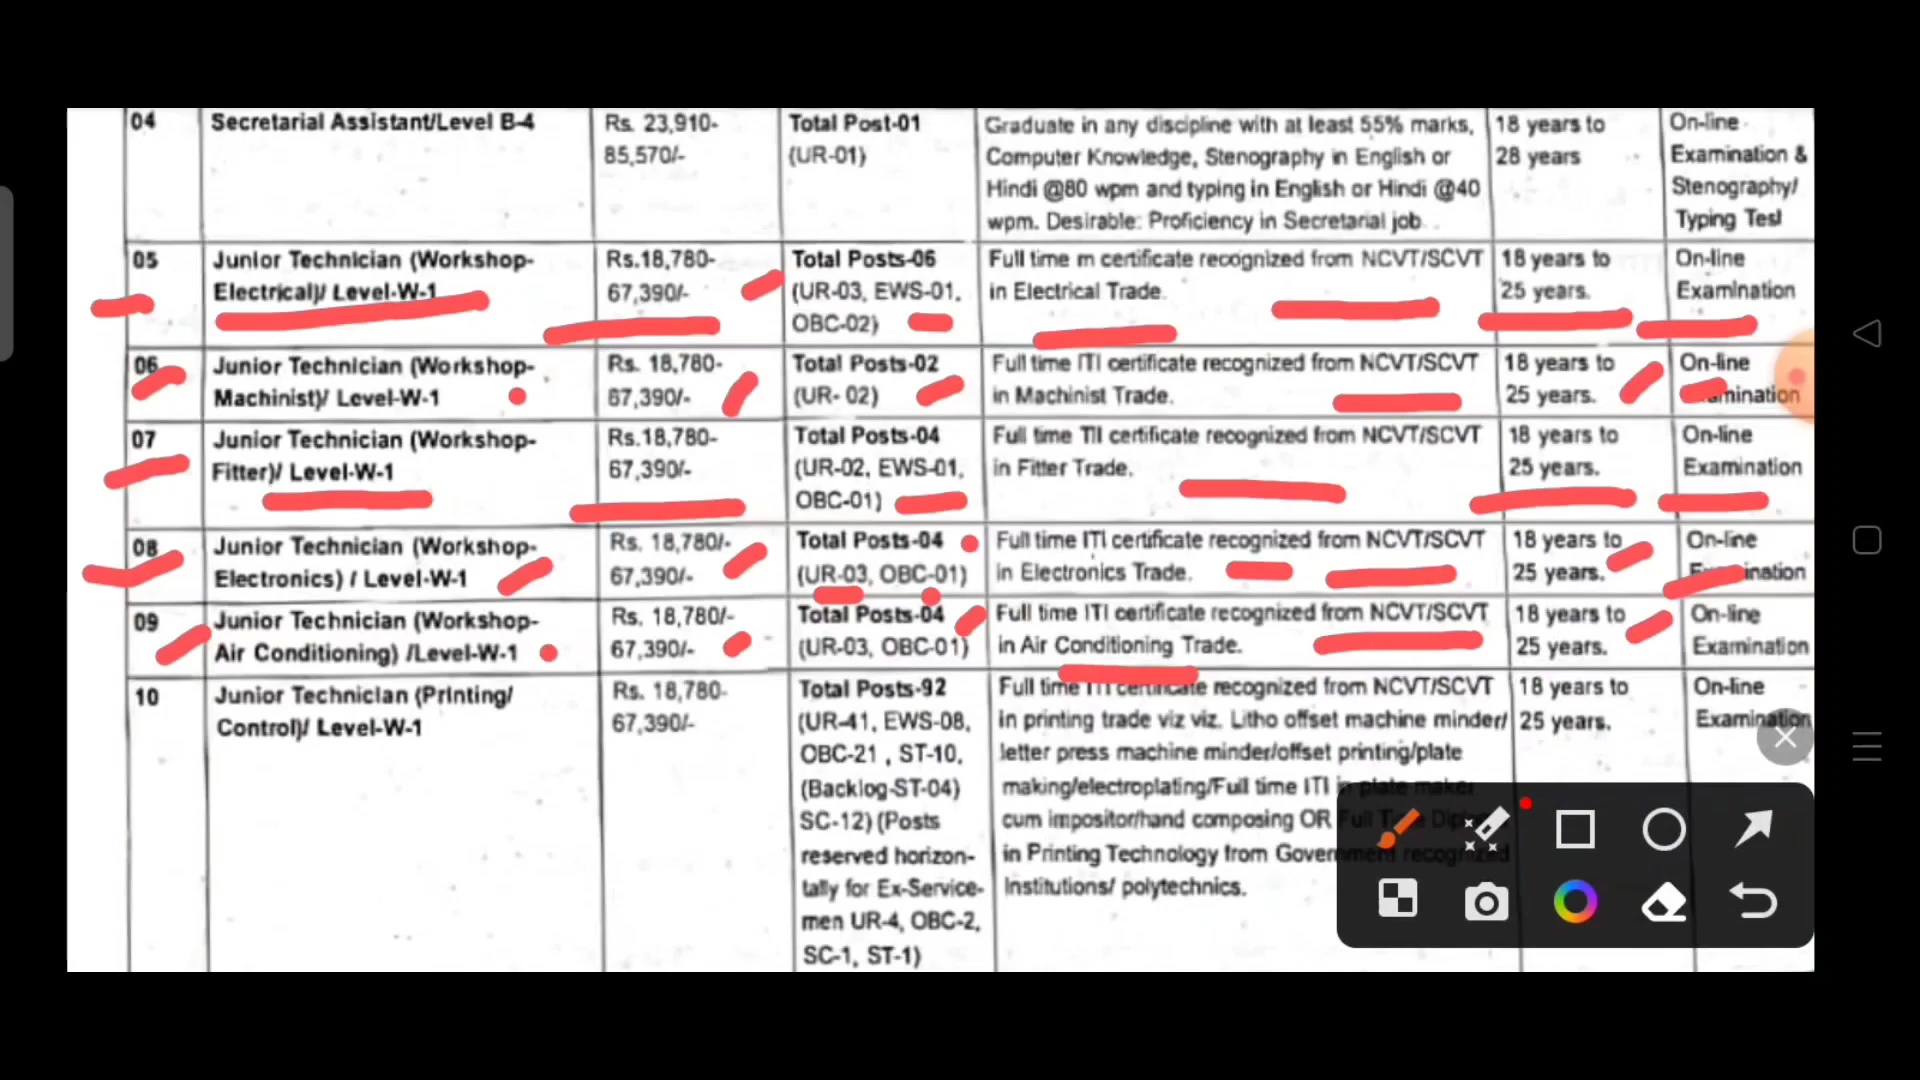 04 Secretarial Assistant/Level B-4 Rs. 23,910- Total Post-01 Graduate in any discipline with at least 55% marks, 18 years to On-line
85,570/- (UR-01) Computer Knowledge, Stenography in English or 28 years Examination &
Hindi @80 wpm and typing in English or Hindi @40 Stenography/
wpm. Desirable: Proficiency in Secretarial job Typing Test
05 Junior Technician (Workshop- Rs.18,780- Total Posts-06 Full time m certificate recognized from NCVT/SCVT 18 years to On-line
Electrical)/ Level-W-1 67,390/- (UR-03, EWS-01, in Electrical Trade. 25 years. Examination
OBC-02)
06 Junior Technician (Workshop- Rs. 18,780- Total Posts-02 Full time ITI certificate recognized from NCVT/SCVT 18 years to On-line
Machinist)/ Level-W-1 67,390/- (UR- 02) in Machinist Trade. 25 years.
07 Junior Technician (Workshop- Rs.18,780- Total Posts-04 Full time TII certificate recognized from NCVT/SCVT 18 years to On-line
Fitter)/ Level-W-1 67,390/- (UR-02, EWS-01, in Fitter Trade. 25 years. Examination
OBC-01)
08 Junior Technician (Workshop- Rs. 18,780/- Total Posts-04 Full time ITI certificate recognized from NCVT/SCVT 18 years to On-line
Electronics) / Level-W-1 67,390/- (UR-03, OBC-01) in Electronics Trade. 25 years.
09 Junior Technician (Workshop- Rs. 18,780/- Total Posts-04 Full time ITI certificate recognized from NCVT/SCVT 18 years to On-line
Air Conditioning) /Level-W-1 67,390/- (UR-03, OBC-01) in Air Conditioning Trade. 25 years. Examination
10 Junior Technician (Printing/ Rs. 18,780- Total Posts-92 Full time ITI certificate recognized from NCVT/SCVT 18 years to On-line
Control)/ Level-W-1 67,390/- (UR-41, EWS-08, in printing trade viz viz. Litho offset machine minder/ 25 years. Examination
OBC-21 , ST-10, letter press machine minder/offset printing/plate
(Backlog-ST-04) making/electroplating/Full time ITI in plate maker
SC-12) (Posts cum impositor/hand composing OR Full Time
reserved horizon- in Printing Technology from Government recognized
tally for Ex-Service- Institutions/ polytechnics.
men UR-4, OBC-2,
SC-1, ST-1)